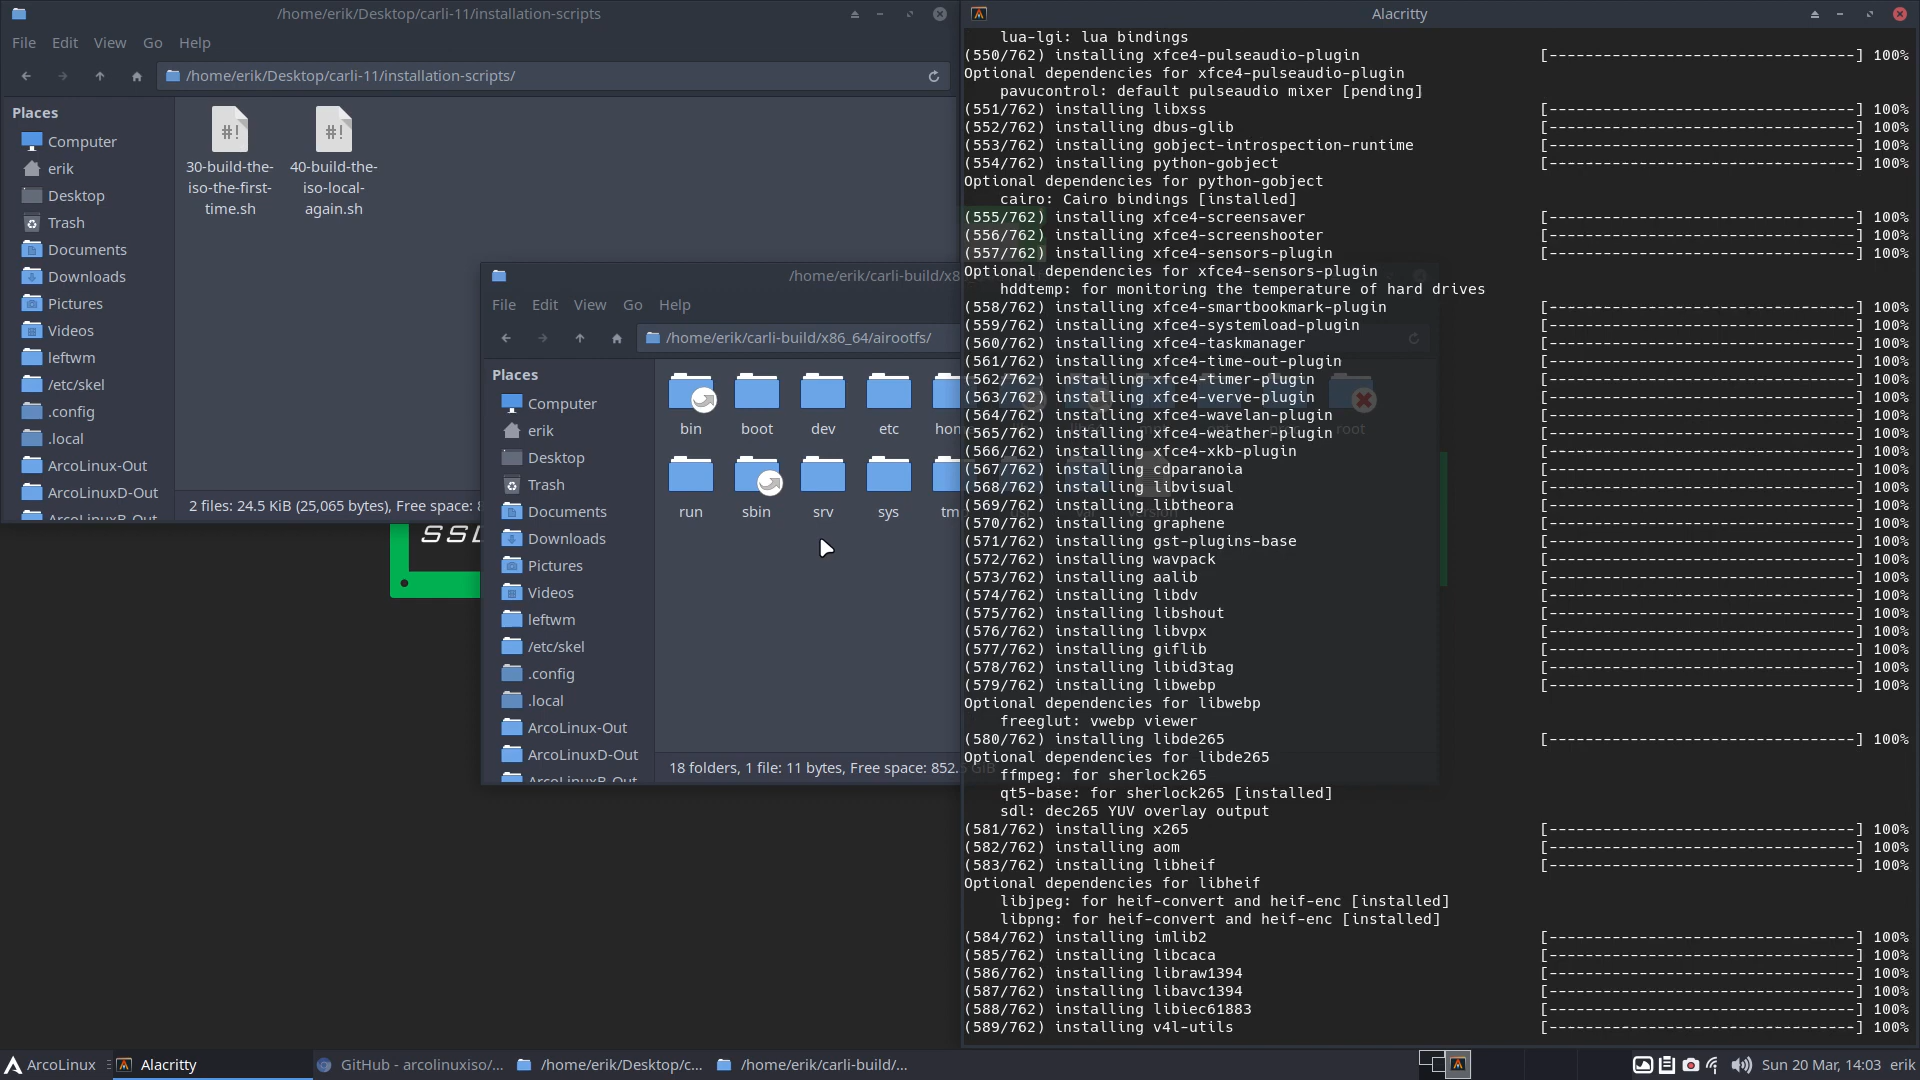 /home/erik/Desktop/carli-11/installation-scripts
File Edit View Go Help
/home/erik/Desktop/carli-11/installation-scripts/
Places
Computer
erik
Desktop
Trash
Documents
Downloads
Pictures
Videos
leftwm
/etc/skel
.config
.local
ArcoLinux-Out
ArcoLinuxD-Out
ArcoLinuxB-Out
#!
30-build-the-
iso-the-first-
time.sh
#!
40-build-the-
iso-local-
again.sh
2 files: 24.5 KiB (25,065 bytes), Free space: 8
/home/erik/carli-build/x8
File Edit View Go Help
/home/erik/carli-build/x86_64/airootfs/
Places
Computer
erik
Desktop
Trash
Documents
Downloads
Pictures
Videos
leftwm
/etc/skel
.config
.local
ArcoLinux-Out
ArcoLinuxD-Out
ArcoLinuxB-Out
bin boot dev etc hom root
run sbin srv sys tmp
18 folders, 1 file: 11 bytes, Free space: 852.
Alacritty
lua-lgi: lua bindings
(550/762) installing xfce4-pulseaudio-plugin [----------------------------------] 100%
Optional dependencies for xfce4-pulseaudio-plugin
pavucontrol: default pulseaudio mixer [pending]
(551/762) installing libxss [----------------------------------] 100%
(552/762) installing dbus-glib [----------------------------------] 100%
(553/762) installing gobject-introspection-runtime [----------------------------------] 100%
(554/762) installing python-gobject [----------------------------------] 100%
Optional dependencies for python-gobject
cairo: Cairo bindings [installed]
(555/762) installing xfce4-screensaver [----------------------------------] 100%
(556/762) installing xfce4-screenshooter [----------------------------------] 100%
(557/762) installing xfce4-sensors-plugin [----------------------------------] 100%
Optional dependencies for xfce4-sensors-plugin
hddtemp: for monitoring the temperature of hard drives
(558/762) installing xfce4-smartbookmark-plugin [----------------------------------] 100%
(559/762) installing xfce4-systemload-plugin [----------------------------------] 100%
(560/762) installing xfce4-taskmanager [----------------------------------] 100%
(561/762) installing xfce4-time-out-plugin [----------------------------------] 100%
(562/762) installing xfce4-timer-plugin [----------------------------------] 100%
(563/762) installing xfce4-verve-plugin [----------------------------------] 100%
(564/762) installing xfce4-wavelan-plugin [----------------------------------] 100%
(565/762) installing xfce4-weather-plugin [----------------------------------] 100%
(566/762) installing xfce4-xkb-plugin [----------------------------------] 100%
(567/762) installing cdparanoia [----------------------------------] 100%
(568/762) installing libvisual [----------------------------------] 100%
(569/762) installing libtheora [----------------------------------] 100%
(570/762) installing graphene [----------------------------------] 100%
(571/762) installing gst-plugins-base [----------------------------------] 100%
(572/762) installing wavpack [----------------------------------] 100%
(573/762) installing aalib [----------------------------------] 100%
(574/762) installing libdv [----------------------------------] 100%
(575/762) installing libshout [----------------------------------] 100%
(576/762) installing libvpx [----------------------------------] 100%
(577/762) installing giflib [----------------------------------] 100%
(578/762) installing libid3tag [----------------------------------] 100%
(579/762) installing libwebp [----------------------------------] 100%
Optional dependencies for libwebp
freeglut: vwebp viewer
(580/762) installing libde265 [----------------------------------] 100%
Optional dependencies for libde265
ffmpeg: for sherlock265
qt5-base: for sherlock265 [installed]
sdl: dec265 YUV overlay output
(581/762) installing x265 [----------------------------------] 100%
(582/762) installing aom [----------------------------------] 100%
(583/762) installing libheif [----------------------------------] 100%
Optional dependencies for libheif
libjpeg: for heif-convert and heif-enc [installed]
libpng: for heif-convert and heif-enc [installed]
(584/762) installing imlib2 [----------------------------------] 100%
(585/762) installing libcaca [----------------------------------] 100%
(586/762) installing libraw1394 [----------------------------------] 100%
(587/762) installing libavc1394 [----------------------------------] 100%
(588/762) installing libiec61883 [----------------------------------] 100%
(589/762) installing v4l-utils [----------------------------------] 100%
ArcoLinux Alacritty GitHub - arcolinuxiso/... /home/erik/Desktop/c... /home/erik/carli-build/... Sun 20 Mar, 14:03 erik